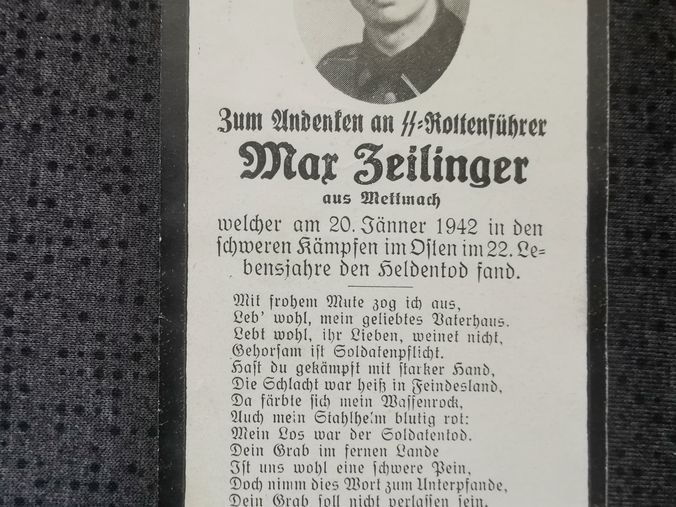 Zum Andenken an ᛋᛋ-Rottenführer
Max Zeilinger
aus Mettmach
welcher am 20. Jänner 1942 in den
schweren Kämpfen im Osten im 22. Le-
bensjahre den Heldentod fand.
Mit frohem Mute zog ich aus,
Leb' wohl, mein geliebtes Vaterhaus.
Lebt wohl, ihr Lieben, weinet nicht,
Gehorsam ist Soldatenpflicht.
Hast du gekämpft mit starker Hand,
Die Schlacht war heiß in Feindesland,
Da färbte sich mein Waffenrock,
Auch mein Stahlhelm blutig rot:
Mein Los war der Soldatentod.
Dein Grab im fernen Lande
Ist uns wohl eine schwere Pein,
Doch nimm dies Wort zum Unterpfande,
Dein Grab soll nicht verlassen sein.